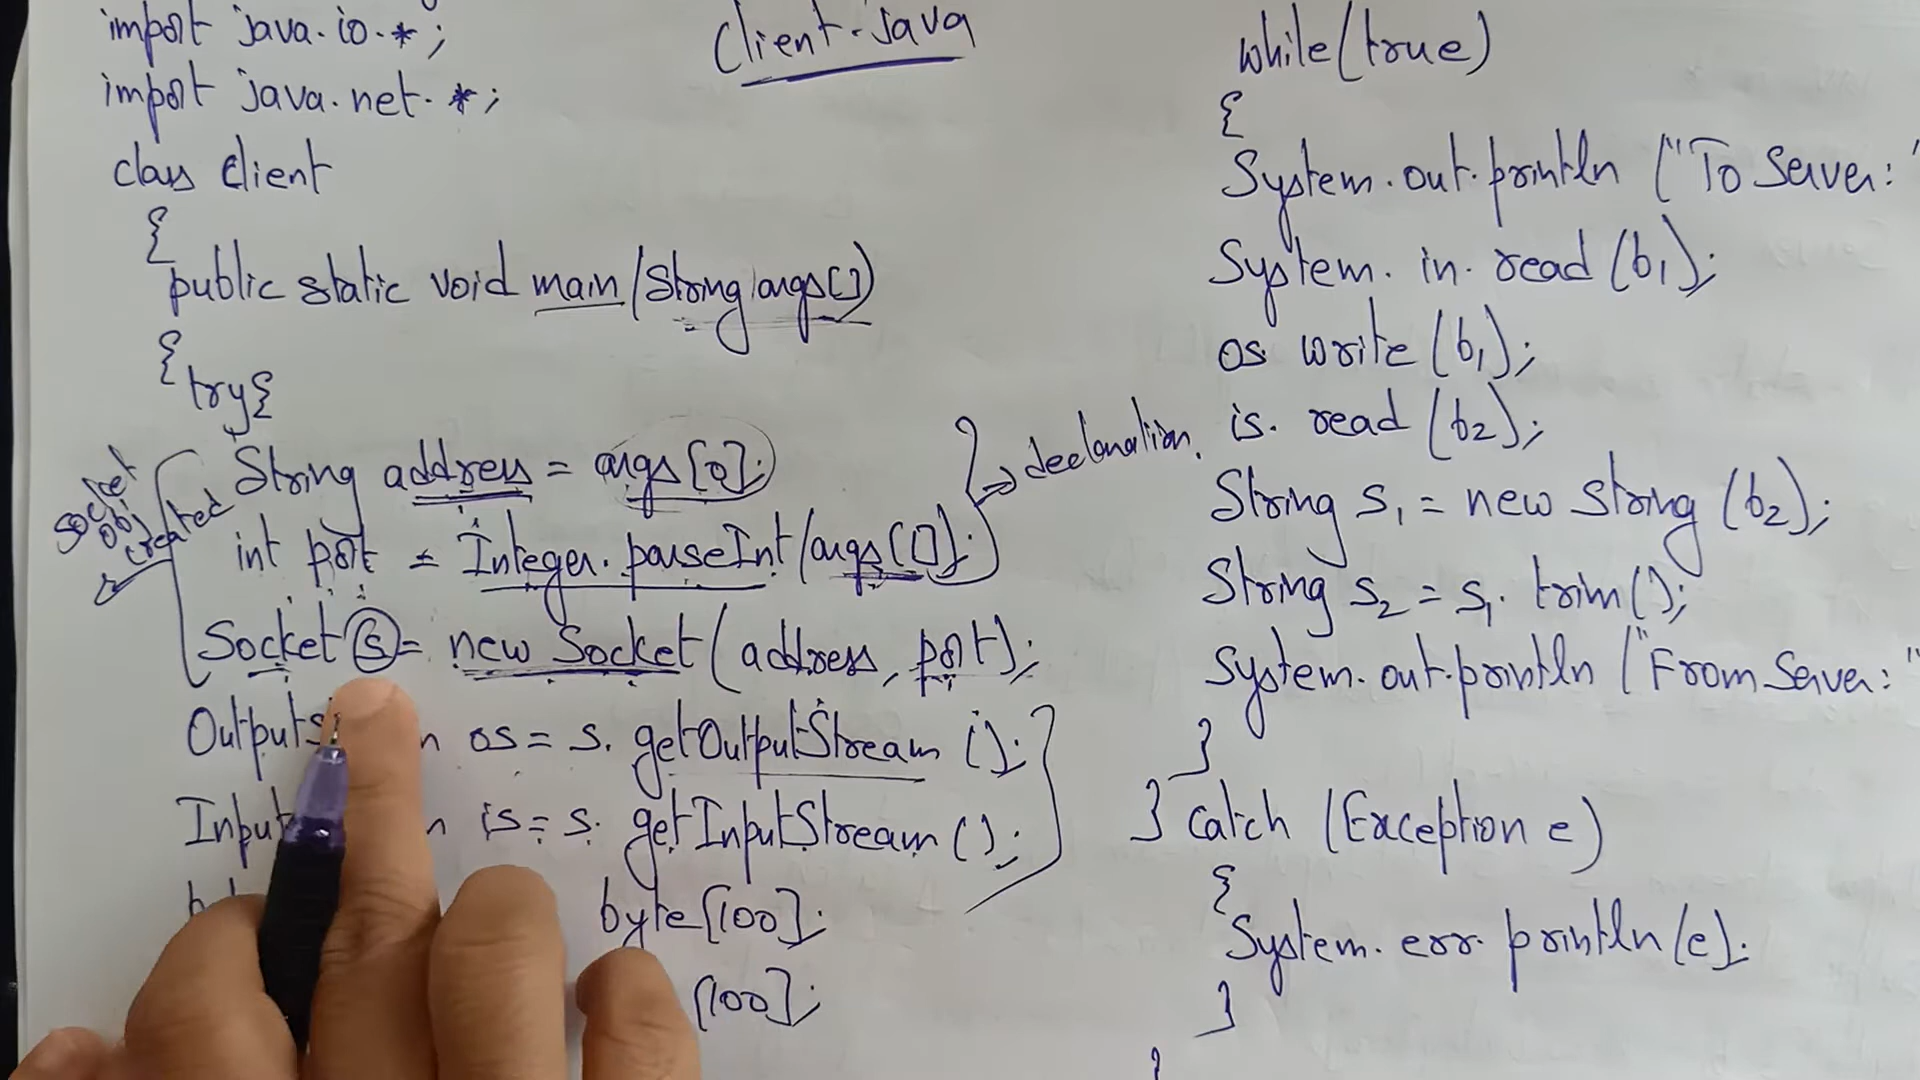 import java.io.*;
import java.net.*;
Client.java
class client
{
public static void main(String args[])
{
try{
String address = args[0];
int port = Integer.parseInt(args[1]);
declaration.
socket obj created
Socket s = new Socket(address, port);
os = s. getOutputStream ();
is = s. getInputStream ();
byte[100];
[100];
while(true)
{
System.out.println ("To Server:"
System. in. read (b1);
os write (b1);
is. read (b2);
String s1 = new String (b2);
String s2 = s1. trim();
System.out.println ("From Server:"
}
} catch (Exception e)
{
System. err. println(e);
}
}